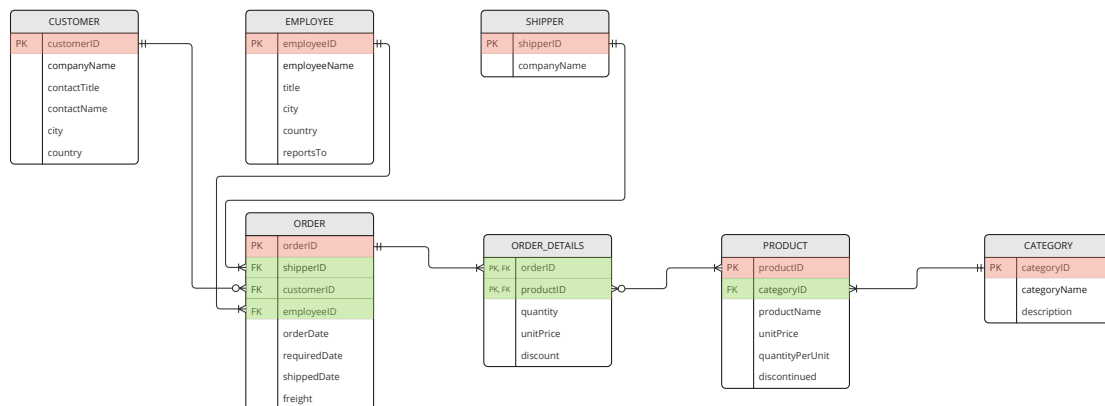 CUSTOMER
PK customerID
companyName
contactTitle
contactName
city
country
EMPLOYEE
PK employeeID
employeeName
title
city
country
reportsTo
SHIPPER
PK shipperID
companyName
ORDER
PK orderID
FK shipperID
FK customerID
FK employeeID
orderDate
requiredDate
shippedDate
freight
ORDER_DETAILS
PK, FK orderID
PK, FK productID
quantity
unitPrice
discount
PRODUCT
PK productID
FK categoryID
productName
unitPrice
quantityPerUnit
discontinued
CATEGORY
PK categoryID
categoryName
description